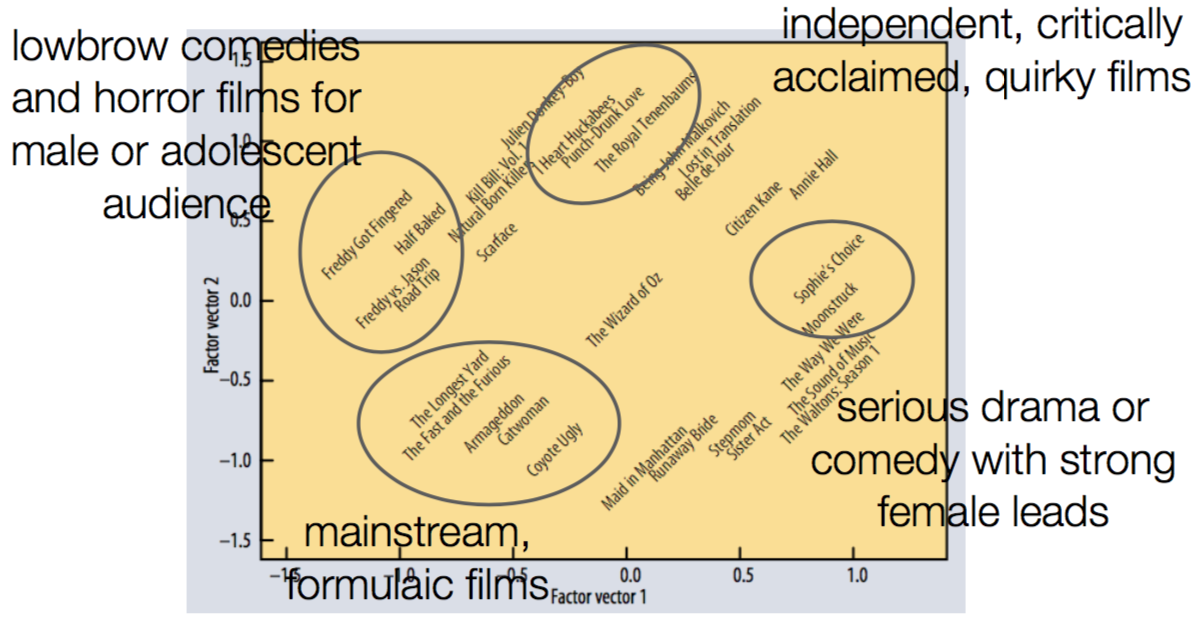 lowbrow comedies
and horror films for
male or adolescent
audience
independent, critically
acclaimed, quirky films
serious drama or
comedy with strong
female leads
mainstream,
formulaic films
1.5
1.0
0.5
0.0
−0.5
−1.0
−1.5
Factor vector 2
Freddy Got Fingered
Half Baked
Freddy vs. Jason
Road Trip
Kill Bill: Vol. 1
Natural Born Killers
Scarface
Julien Donkey-Boy
I Heart Huckabees
Punch-Drunk Love
The Royal Tenenbaums
Being John Malkovich
Lost in Translation
Belle de Jour
Citizen Kane
Annie Hall
Sophie's Choice
Moonstruck
The Way We Were
The Sound of Music
The Waltons: Season 1
The Wizard of Oz
The Longest Yard
The Fast and the Furious
Armageddon
Catwoman
Coyote Ugly
Maid in Manhattan
Runaway Bride
Stepmom
Sister Act
−1.5
−1.0
−0.5
0.0
0.5
1.0
Factor vector 1